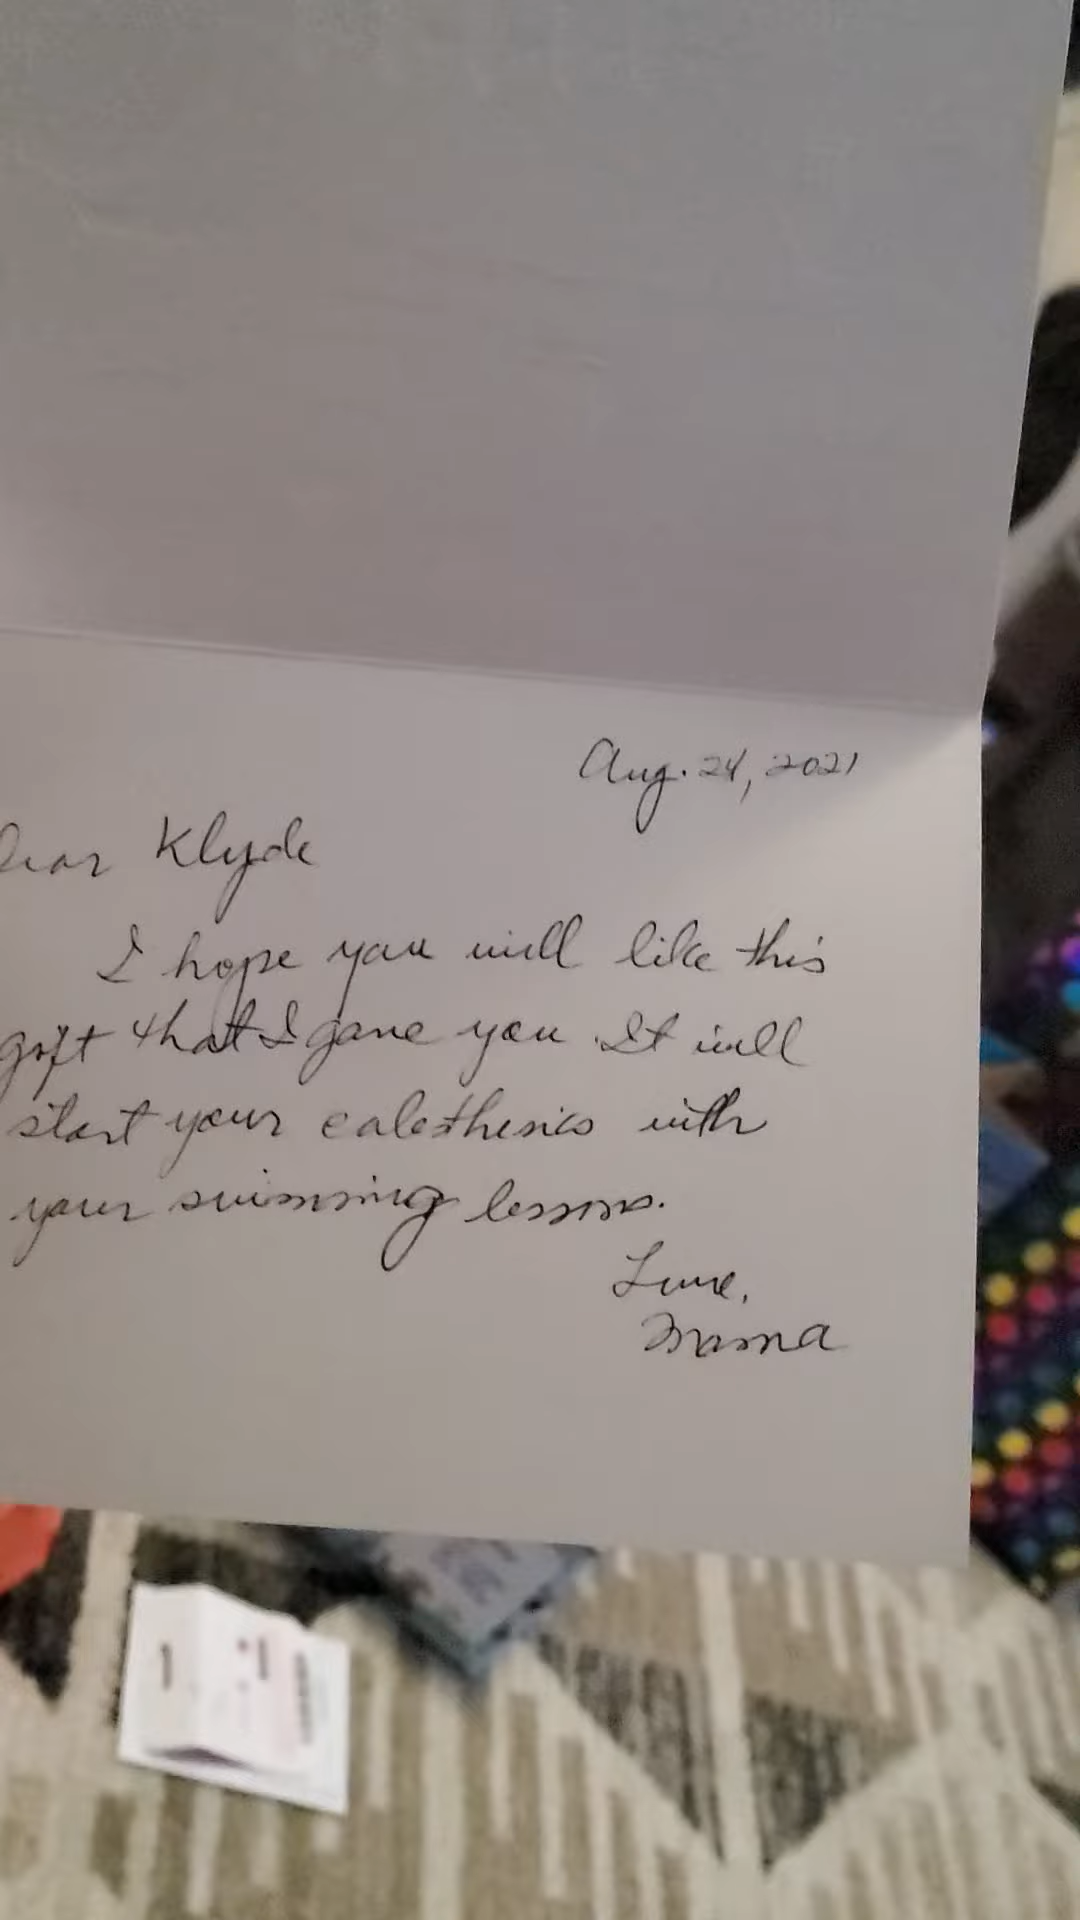 Aug. 24, 2021
Dear Klyde
I hope you will like this
gift that I gave you. It will
start your calesthenics with
your swimming lessons.
Love,
Mama